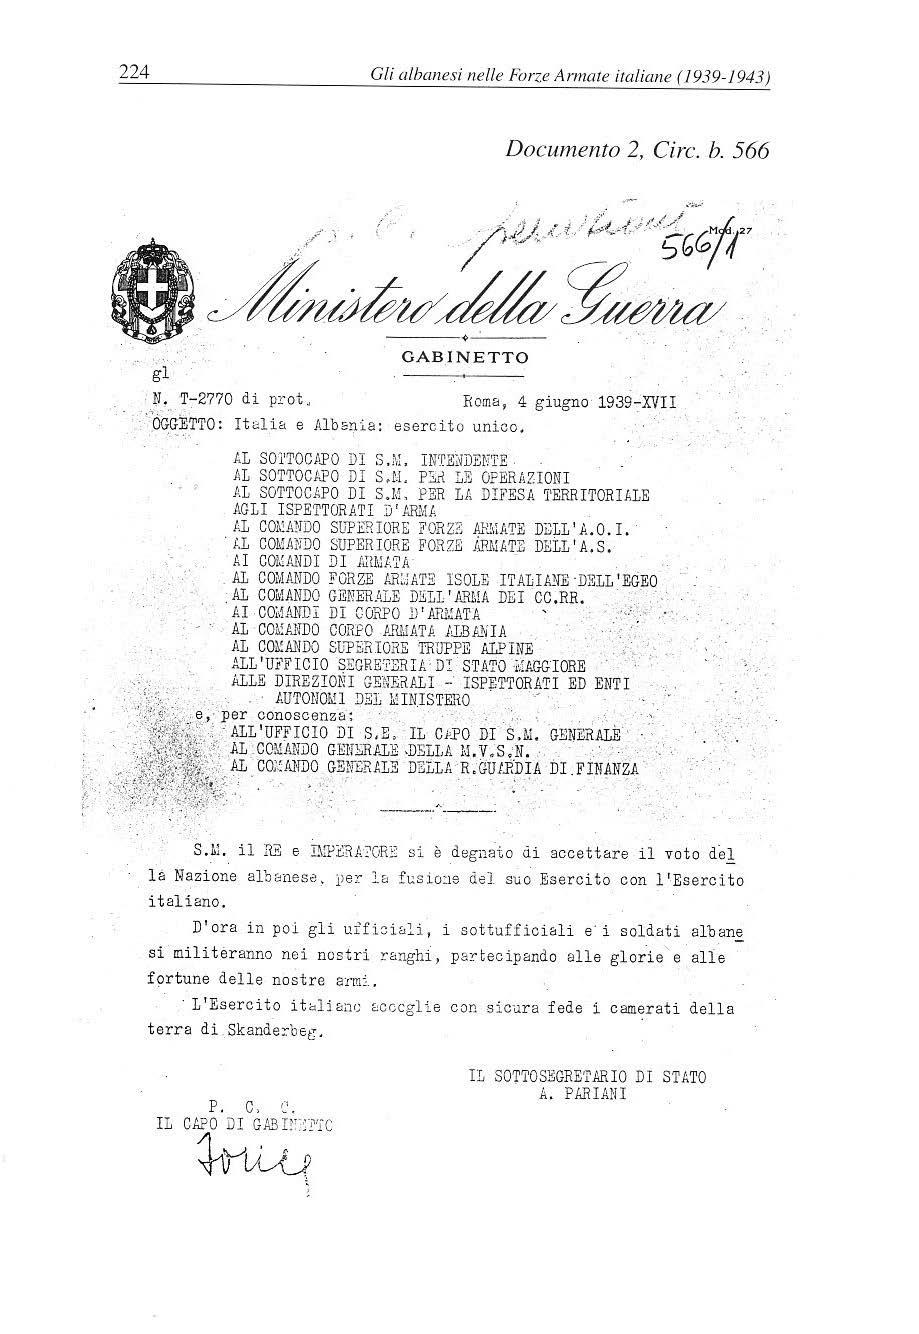 224 Gli albanesi nelle Forze Armate italiane (1939-1943)
Documento 2, Circ. b. 566
Mod. 27
566/1
Ministero della Guerra
GABINETTO
gl
N. T-2770 di prot. Roma, 4 giugno 1939-XVII
OGGETTO: Italia e Albania: esercito unico.
AL SOTTOCAPO DI S.M. INTENDENTE
AL SOTTOCAPO DI S.M. PER LE OPERAZIONI
AL SOTTOCAPO DI S.M. PER LA DIFESA TERRITORIALE
AGLI ISPETTORATI D'ARMA
AL COMANDO SUPERIORE FORZE ARMATE DELL'A.O.I.
AL COMANDO SUPERIORE FORZE ARMATE DELL'A.S.
AI COMANDI DI ARMATA
AL COMANDO FORZE ARMATE ISOLE ITALIANE DELL'EGEO
AL COMANDO GENERALE DELL'ARMA DEI CC.RR.
AI COMANDI DI CORPO D'ARMATA
AL COMANDO CORPO ARMATA ALBANIA
AL COMANDO SUPERIORE TRUPPE ALPINE
ALL'UFFICIO SEGRETERIA DI STATO MAGGIORE
ALLE DIREZIONI GENERALI - ISPETTORATI ED ENTI
AUTONOMI DEL MINISTERO
e, per conoscenza:
ALL'UFFICIO DI S.E. IL CAPO DI S.M. GENERALE
AL COMANDO GENERALE DELLA M.V.S.N.
AL COMANDO GENERALE DELLA R.GUARDIA DI FINANZA
S.M. il RE e IMPERATORE si è degnato di accettare il voto del
la Nazione albanese, per la fusione del suo Esercito con l'Esercito
italiano.
D'ora in poi gli ufficiali, i sottufficiali e i soldati albane
si militeranno nei nostri ranghi, partecipando alle glorie e alle
fortune delle nostre armi.
L'Esercito italiano accoglie con sicura fede i camerati della
terra di Skanderbeg.
IL SOTTOSEGRETARIO DI STATO
A. PARIANI
P. C. C.
IL CAPO DI GABINETTO